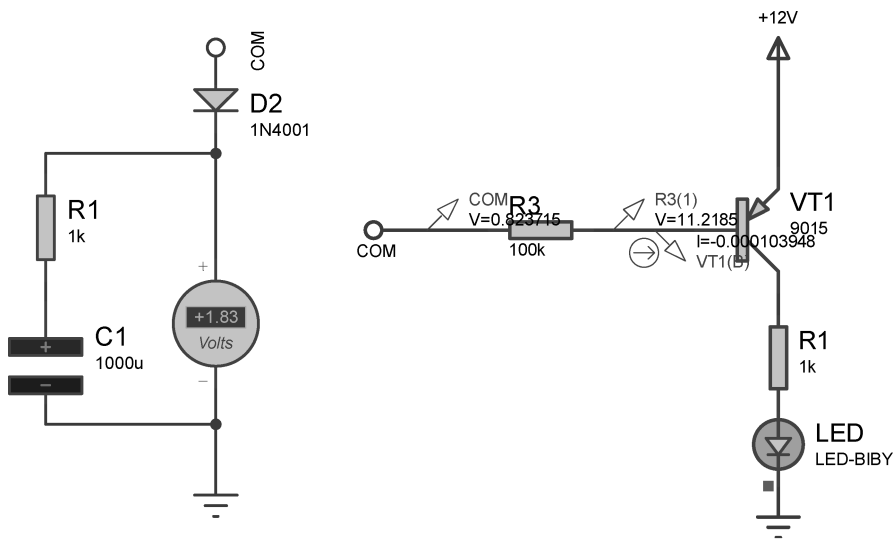 COM
D2
1N4001
R1
1k
+
+1.83
Volts
−
C1
1000u
+
−
+12V
COM
V=0.823715
R3
100k
COM
R3(1)
V=11.2185
I=-0.000103948
VT1(B)
VT1
9015
R1
1k
LED
LED-BIBY